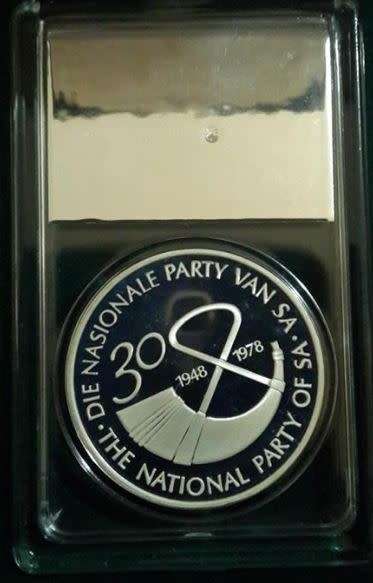 DIE NASIONALE PARTY VAN SA.
30
1948 1978
· THE NATIONAL PARTY OF SA ·